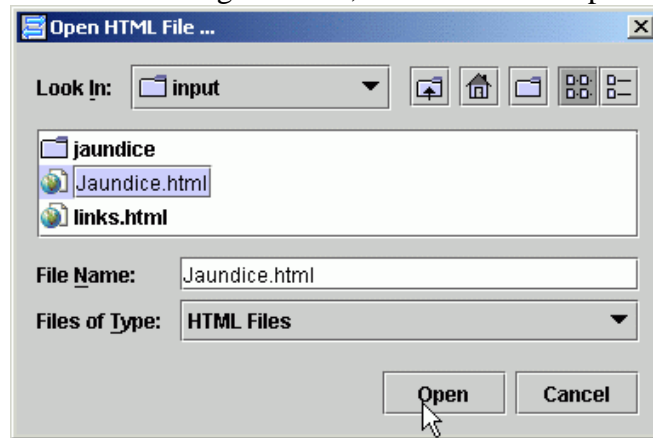 Open HTML File ...
Look In: input
jaundice
Jaundice.html
links.html
File Name: Jaundice.html
Files of Type: HTML Files
Open Cancel